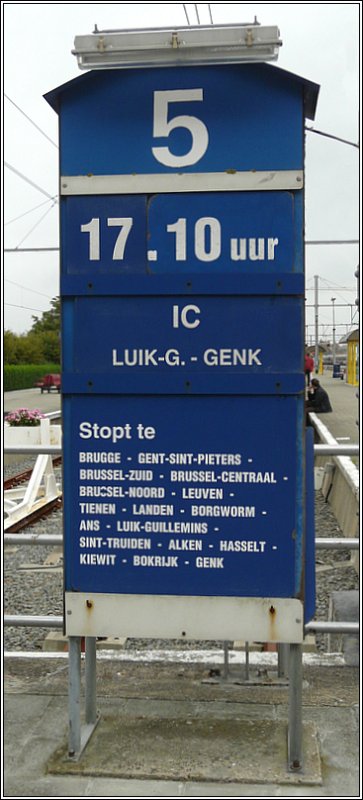 5
17.10 uur
IC
LUIK-G. - GENK
Stopt te
BRUGGE - GENT-SINT-PIETERS -
BRUSSEL-ZUID - BRUSSEL-CENTRAAL -
BRUSSEL-NOORD - LEUVEN -
TIENEN - LANDEN - BORGWORM -
ANS - LUIK-GUILLEMINS -
SINT-TRUIDEN - ALKEN - HASSELT -
KIEWIT - BOKRIJK - GENK